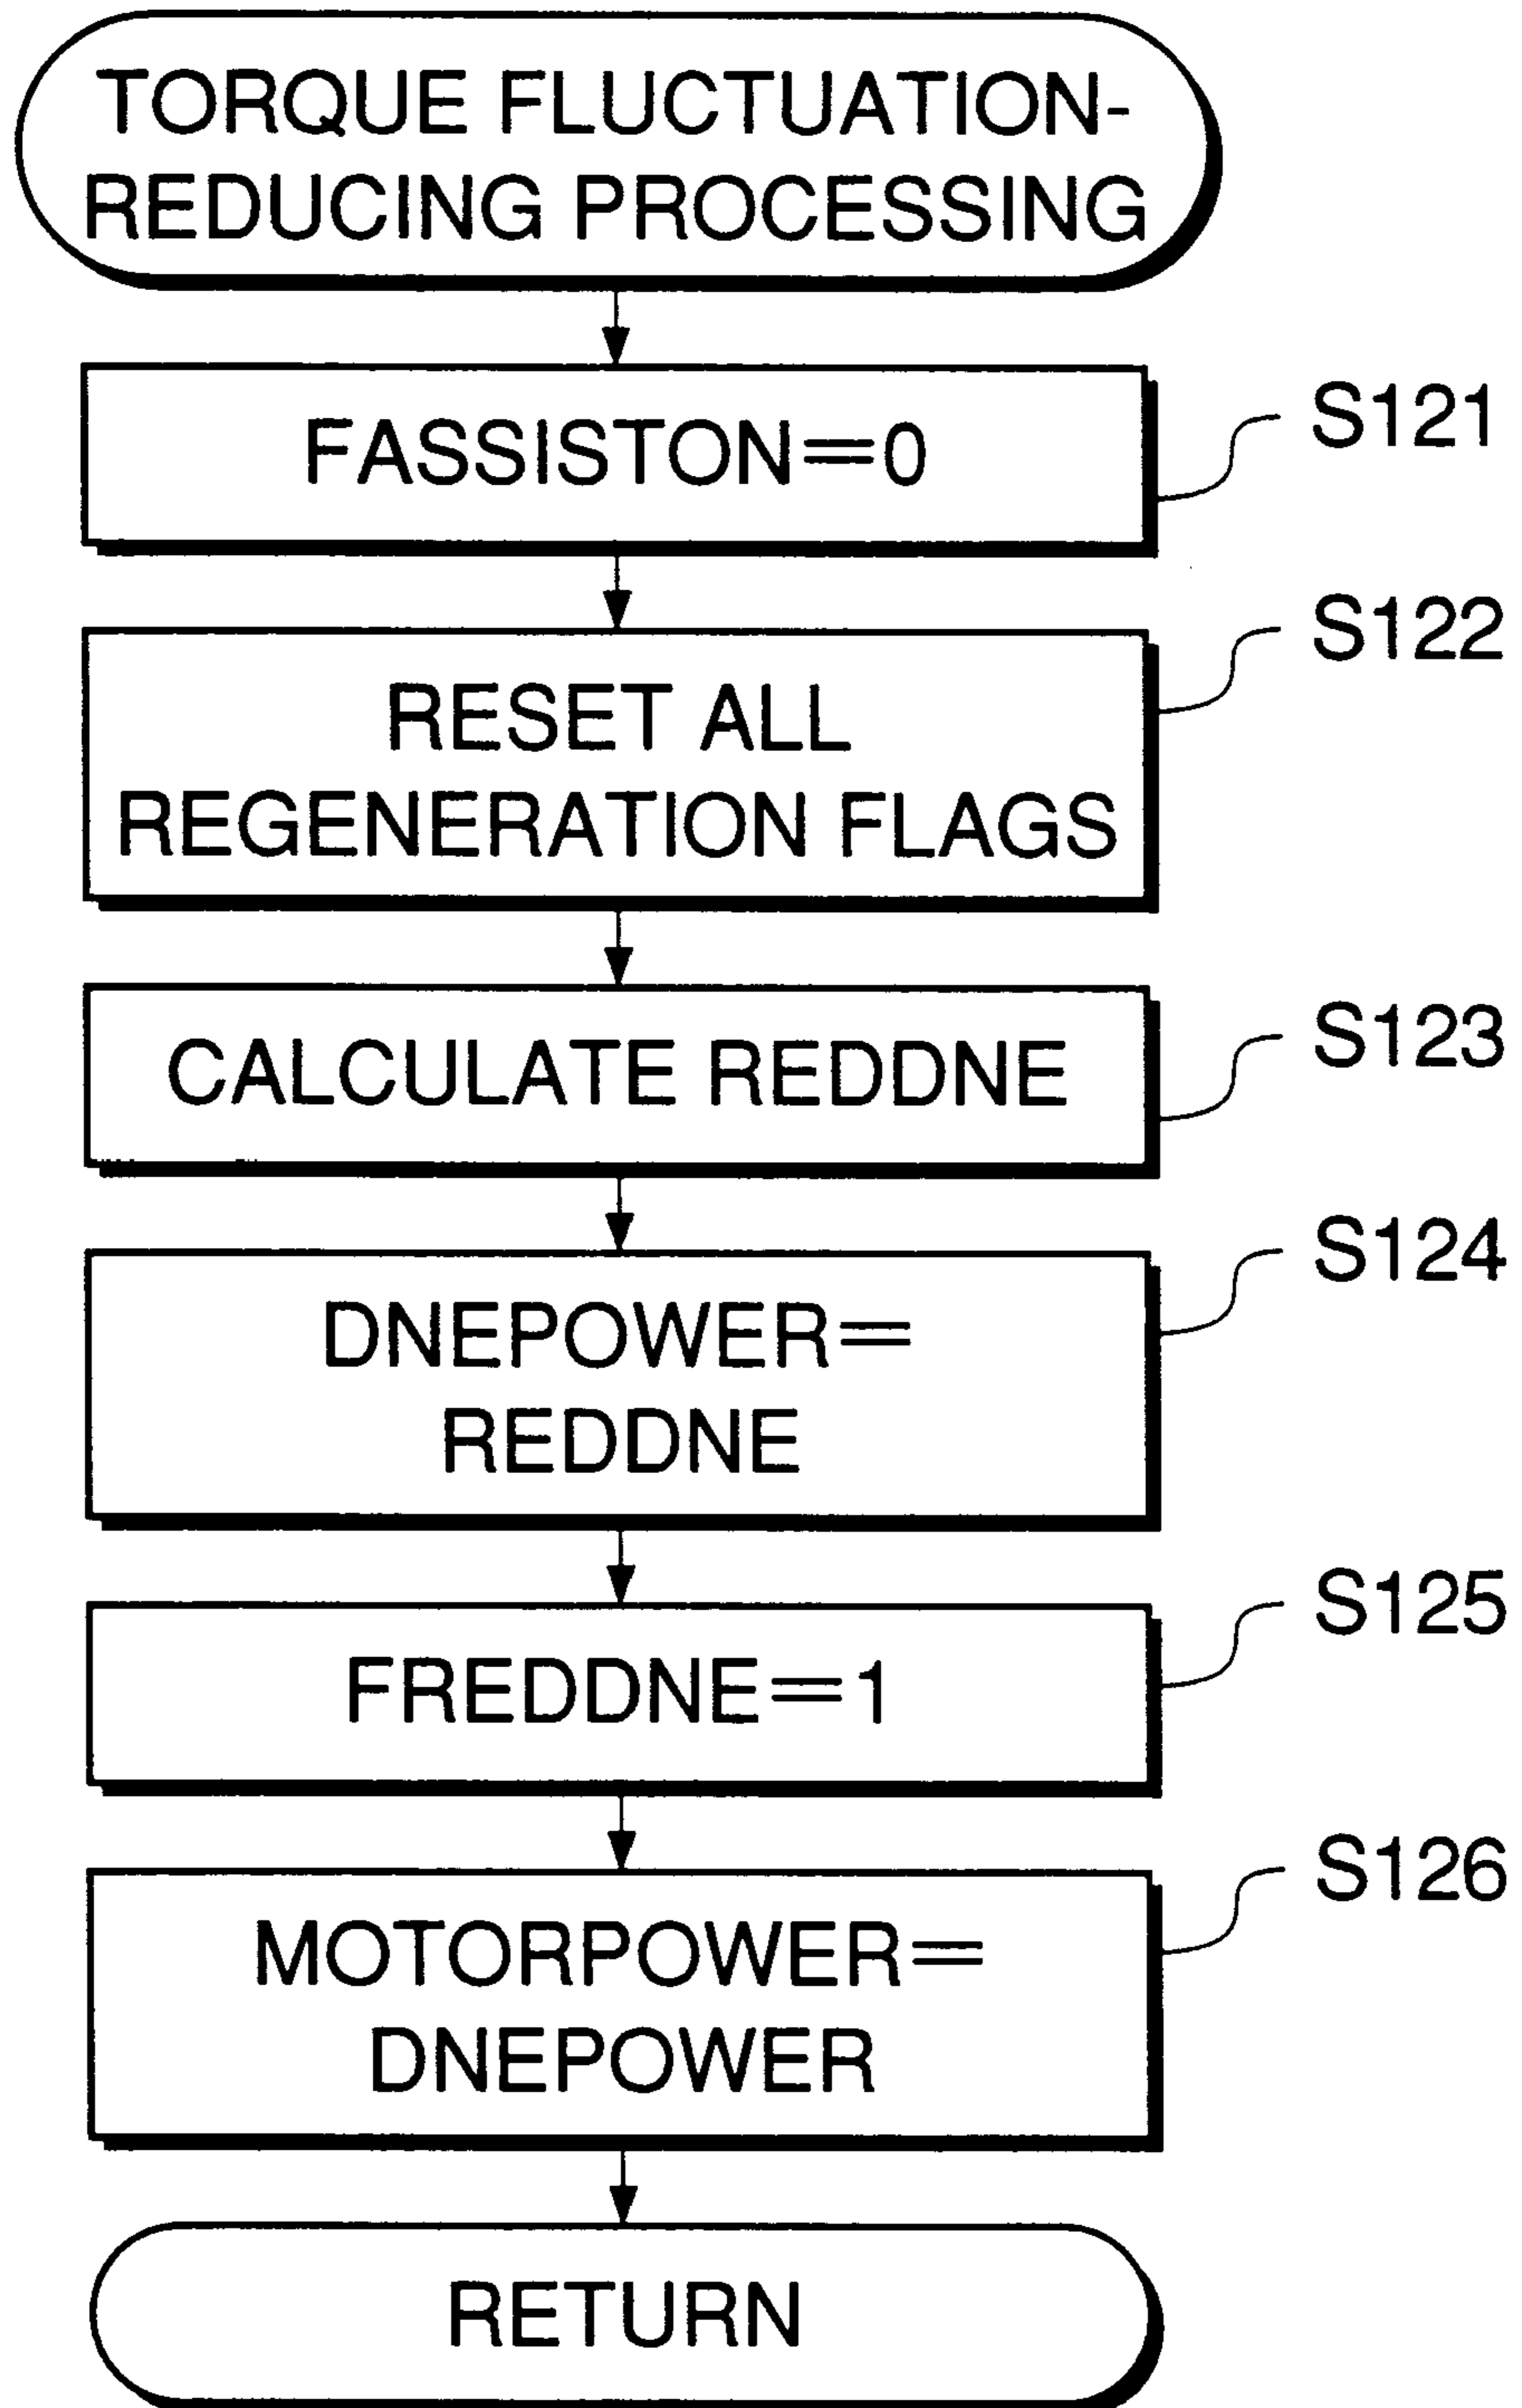 TORQUE FLUCTUATION-
REDUCING PROCESSING
FASSISTON=0
S121
RESET ALL
REGENERATION FLAGS
S122
CALCULATE REDDNE
S123
DNEPOWER=
REDDNE
S124
FREDDNE=1
S125
MOTORPOWER=
DNEPOWER
S126
RETURN